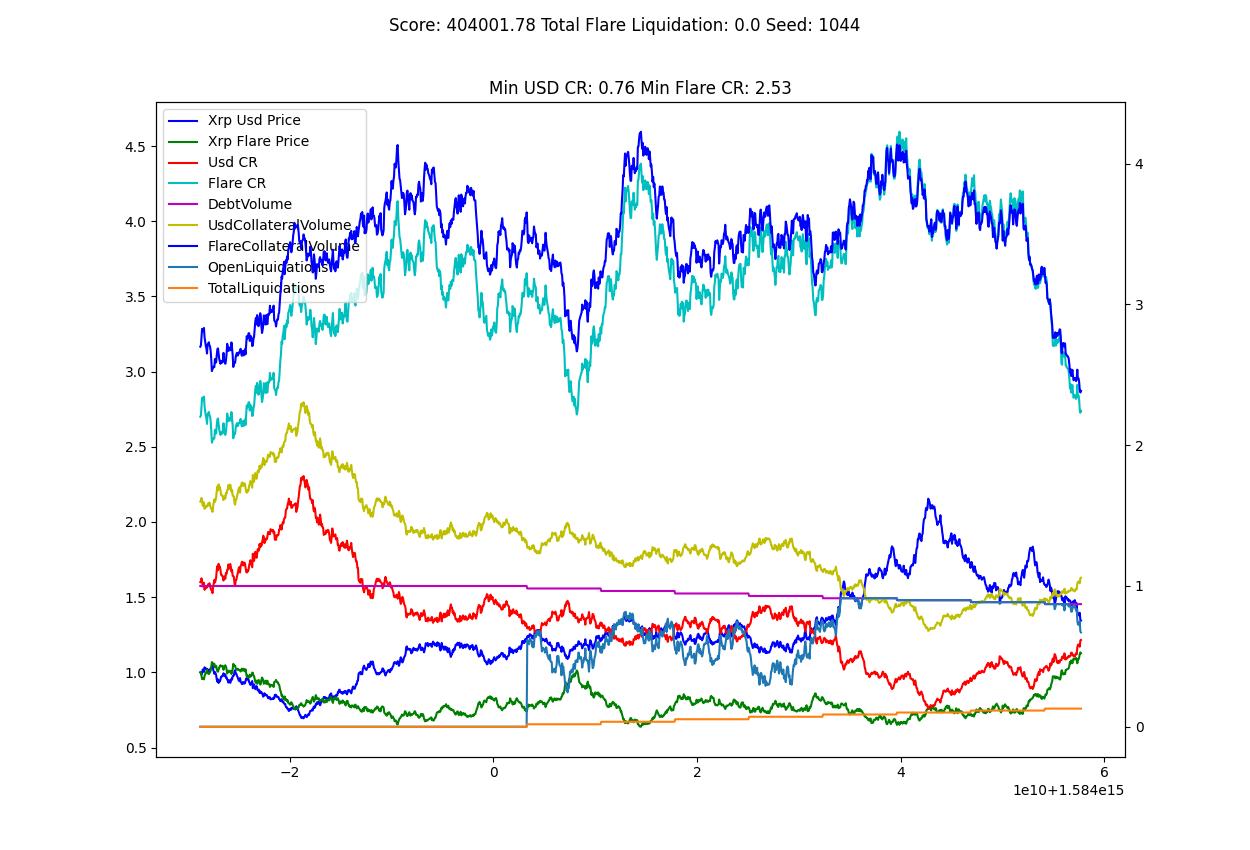 Score: 404001.78 Total Flare Liquidation: 0.0 Seed: 1044
Min USD CR: 0.76 Min Flare CR: 2.53
Xrp Usd Price
Xrp Flare Price
Usd CR
Flare CR
DebtVolume
UsdCollateralVolume
FlareCollateralVolume
OpenLiquidations
TotalLiquidations
4.5
4.0
3.5
3.0
2.5
2.0
1.5
1.0
0.5
4
3
2
1
0
−2
0
2
4
6
1e10+1.584e15